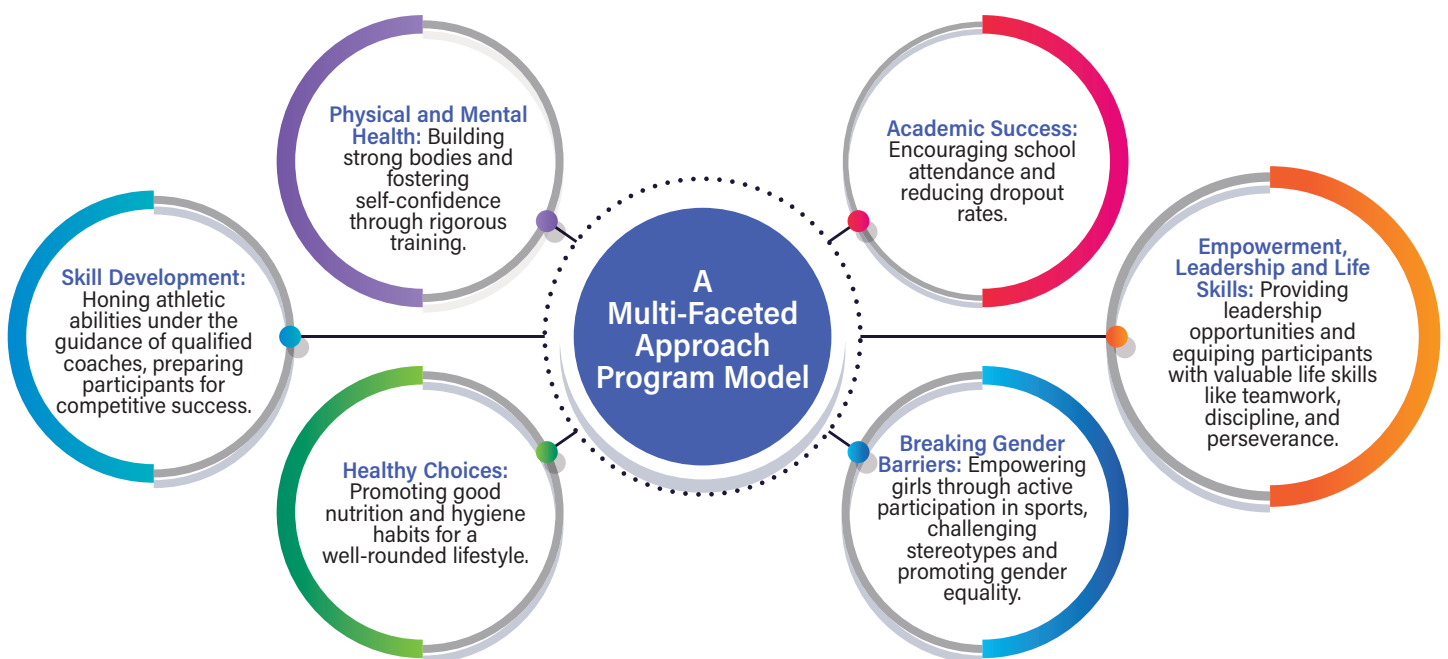 Physical and Mental
Health: Building
strong bodies and
fostering
self-confidence
through rigorous
training.
Academic Success:
Encouraging school
attendance and
reducing dropout
rates.
Skill Development:
Honing athletic
abilities under the
guidance of qualified
coaches, preparing
participants for
competitive success.
A
Multi-Faceted
Approach
Program Model
Empowerment,
Leadership and Life
Skills: Providing
leadership
opportunities and
equiping participants
with valuable life skills
like teamwork,
discipline, and
perseverance.
Healthy Choices:
Promoting good
nutrition and hygiene
habits for a
well-rounded lifestyle.
Breaking Gender
Barriers: Empowering
girls through active
participation in sports,
challenging
stereotypes and
promoting gender
equality.